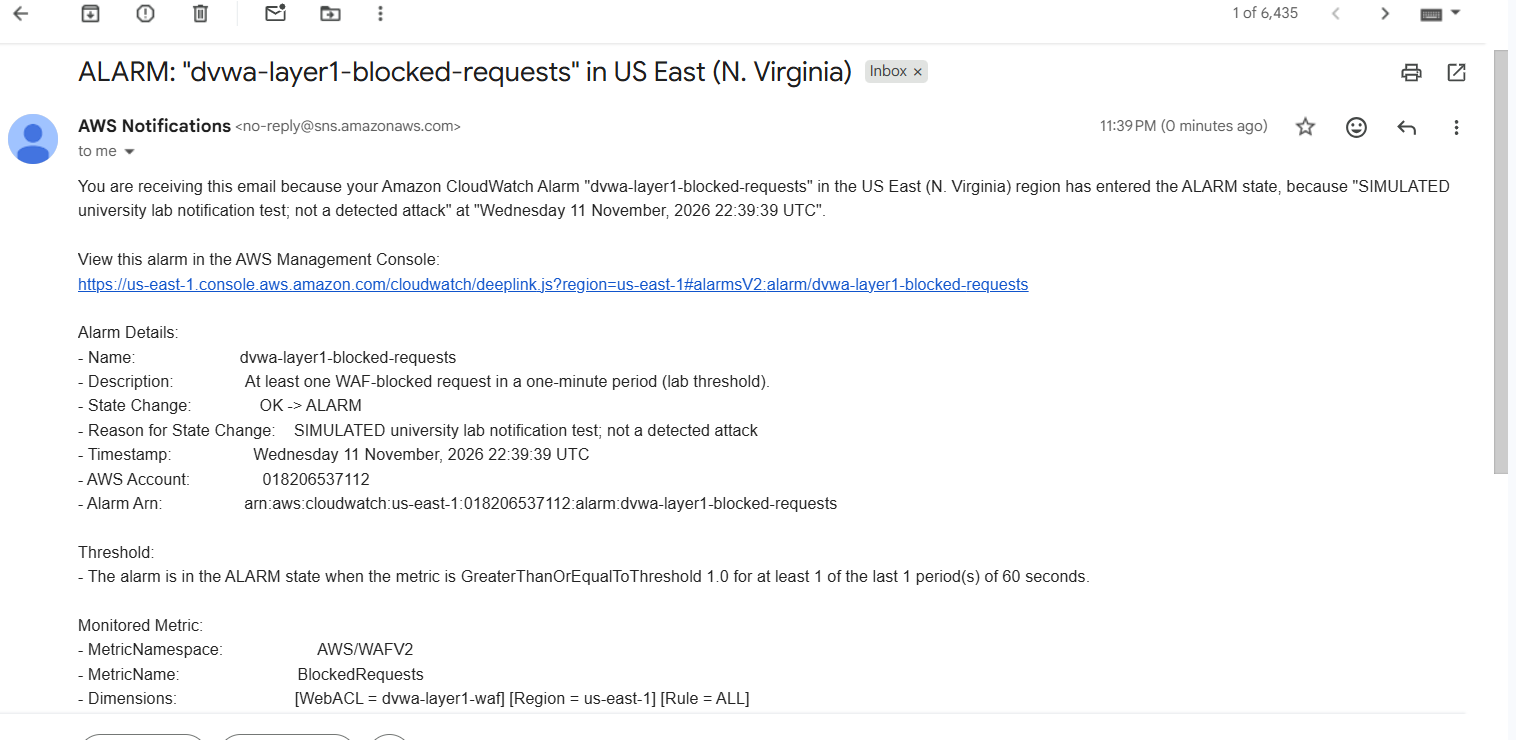 1 of 6,435
ALARM: "dvwa-layer1-blocked-requests" in US East (N. Virginia) Inbox ×
AWS Notifications <no-reply@sns.amazonaws.com> 11:39 PM (0 minutes ago)
to me
You are receiving this email because your Amazon CloudWatch Alarm "dvwa-layer1-blocked-requests" in the US East (N. Virginia) region has entered the ALARM state, because "SIMULATED
university lab notification test; not a detected attack" at "Wednesday 11 November, 2026 22:39:39 UTC".
View this alarm in the AWS Management Console:
https://us-east-1.console.aws.amazon.com/cloudwatch/deeplink.js?region=us-east-1#alarmsV2:alarm/dvwa-layer1-blocked-requests
Alarm Details:
- Name: dvwa-layer1-blocked-requests
- Description: At least one WAF-blocked request in a one-minute period (lab threshold).
- State Change: OK -> ALARM
- Reason for State Change: SIMULATED university lab notification test; not a detected attack
- Timestamp: Wednesday 11 November, 2026 22:39:39 UTC
- AWS Account: 018206537112
- Alarm Arn: arn:aws:cloudwatch:us-east-1:018206537112:alarm:dvwa-layer1-blocked-requests
Threshold:
- The alarm is in the ALARM state when the metric is GreaterThanOrEqualToThreshold 1.0 for at least 1 of the last 1 period(s) of 60 seconds.
Monitored Metric:
- MetricNamespace: AWS/WAFV2
- MetricName: BlockedRequests
- Dimensions: [WebACL = dvwa-layer1-waf] [Region = us-east-1] [Rule = ALL]